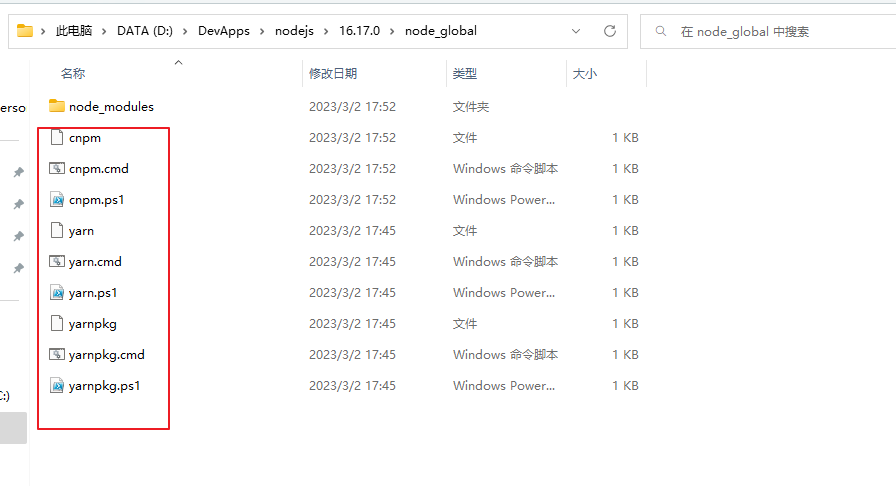 此电脑 > DATA (D:) > DevApps > nodejs > 16.17.0 > node_global
在 node_global 中搜索
名称 修改日期 类型 大小
node_modules 2023/3/2 17:52 文件夹
cnpm 2023/3/2 17:52 文件 1 KB
cnpm.cmd 2023/3/2 17:52 Windows 命令脚本 1 KB
cnpm.ps1 2023/3/2 17:52 Windows Power... 1 KB
yarn 2023/3/2 17:45 文件 1 KB
yarn.cmd 2023/3/2 17:45 Windows 命令脚本 1 KB
yarn.ps1 2023/3/2 17:45 Windows Power... 1 KB
yarnpkg 2023/3/2 17:45 文件 1 KB
yarnpkg.cmd 2023/3/2 17:45 Windows 命令脚本 1 KB
yarnpkg.ps1 2023/3/2 17:45 Windows Power... 1 KB
erso
C:)